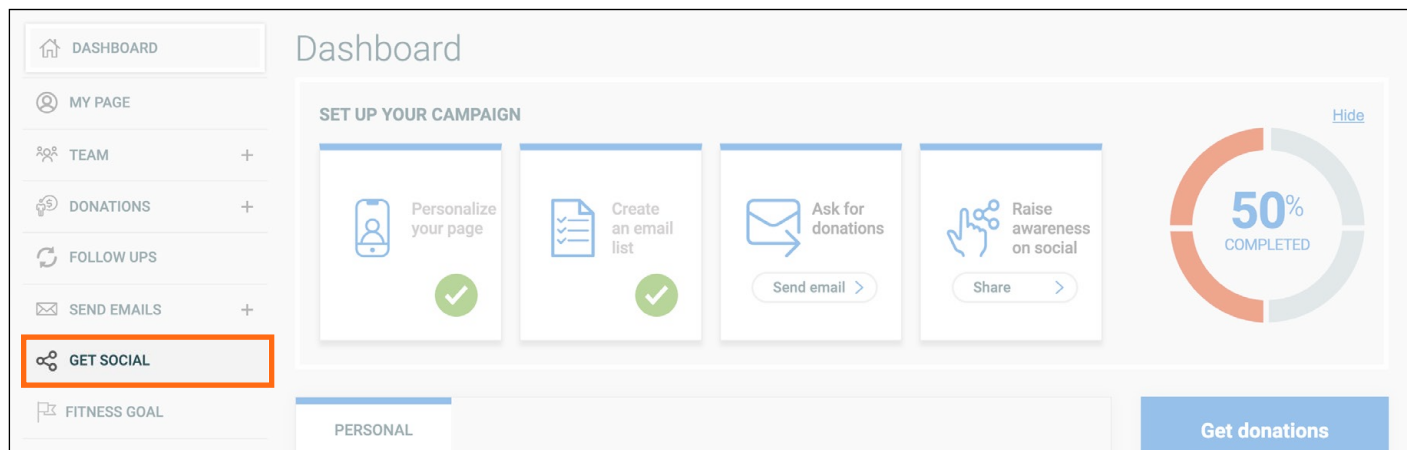 DASHBOARD
MY PAGE
TEAM +
DONATIONS +
FOLLOW UPS
SEND EMAILS +
GET SOCIAL
FITNESS GOAL
Dashboard
SET UP YOUR CAMPAIGN
Hide
Personalize
your page
Create
an email
list
Ask for
donations
Send email >
Raise
awareness
on social
Share >
50%
COMPLETED
PERSONAL
Get donations